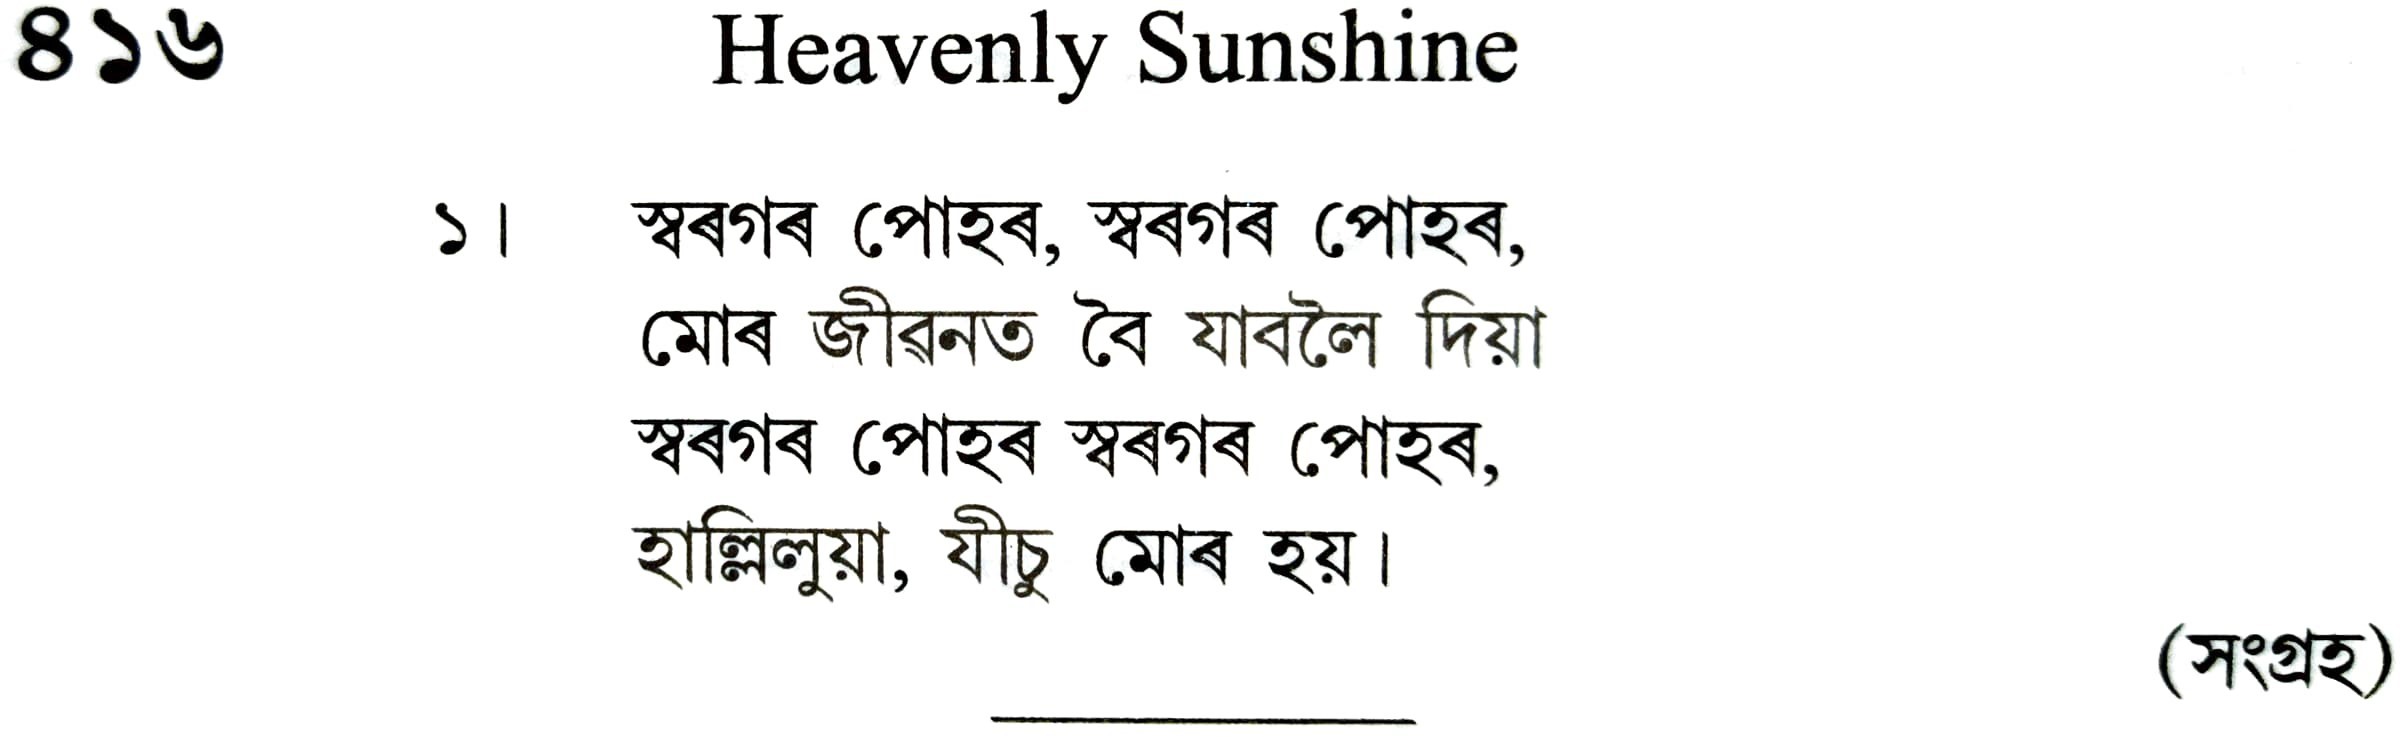 ৪১৬ Heavenly Sunshine
১। স্বৰগৰ পোহৰ, স্বৰগৰ পোহৰ,
মোৰ জীৱনত বৈ যাবলৈ দিয়া
স্বৰগৰ পোহৰ স্বৰগৰ পোহৰ,
হাল্লিলুয়া, যীচু মোৰ হয়।
(সংগ্ৰহ)